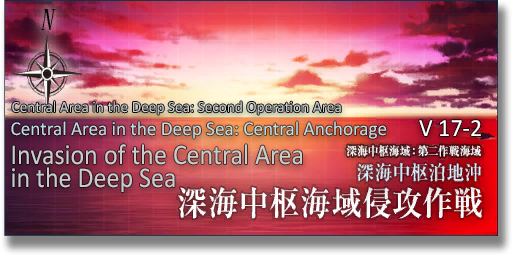 N
Central Area in the Deep Sea: Second Operation Area
Central Area in the Deep Sea: Central Anchorage
V 17-2
Invasion of the Central Area
in the Deep Sea
深海中枢海域：第二作戦海域
深海中枢泊地沖
深海中枢海域侵攻作戦